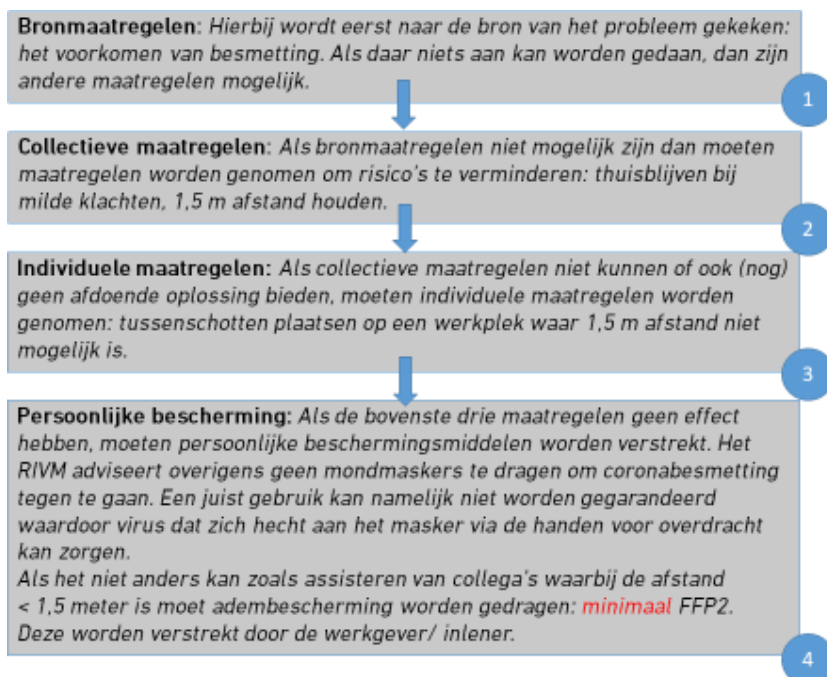 Bronmaatregelen: Hierbij wordt eerst naar de bron van het probleem gekeken:
het voorkomen van besmetting. Als daar niets aan kan worden gedaan, dan zijn
andere maatregelen mogelijk.
1
Collectieve maatregelen: Als bronmaatregelen niet mogelijk zijn dan moeten
maatregelen worden genomen om risico's te verminderen: thuisblijven bij
milde klachten, 1,5 m afstand houden.
2
Individuele maatregelen: Als collectieve maatregelen niet kunnen of ook (nog)
geen afdoende oplossing bieden, moeten individuele maatregelen worden
genomen: tussenschotten plaatsen op een werkplek waar 1,5 m afstand niet
mogelijk is.
3
Persoonlijke bescherming: Als de bovenste drie maatregelen geen effect
hebben, moeten persoonlijke beschermingsmiddelen worden verstrekt. Het
RIVM adviseert overigens geen mondmaskers te dragen om coronabesmetting
tegen te gaan. Een juist gebruik kan namelijk niet worden gegarandeerd
waardoor virus dat zich hecht aan het masker via de handen voor overdracht
kan zorgen.
Als het niet anders kan zoals assisteren van collega's waarbij de afstand
< 1,5 meter is moet adembescherming worden gedragen: minimaal FFP2.
Deze worden verstrekt door de werkgever/ inlener.
4